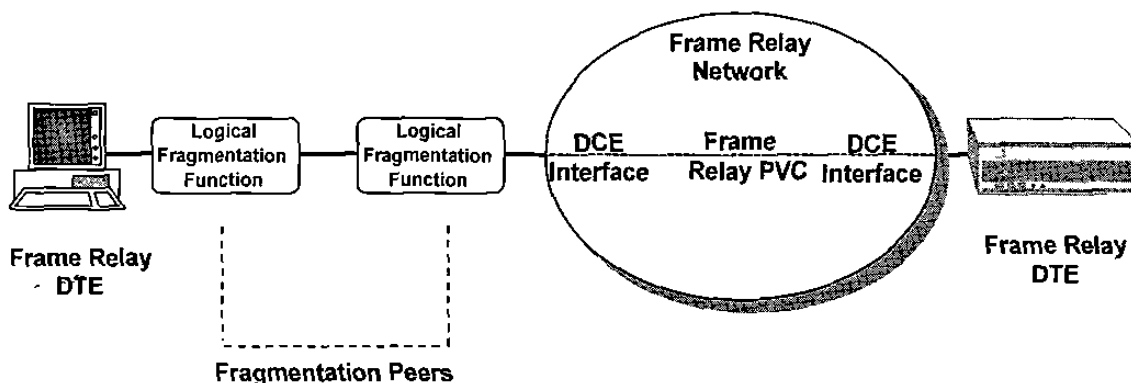 Frame Relay
Network
Logical
Fragmentation
Function
Logical
Fragmentation
Function
DCE
Interface
Frame
Relay PVC
DCE
Interface
Frame Relay
DTE
Frame Relay
DTE
Fragmentation Peers